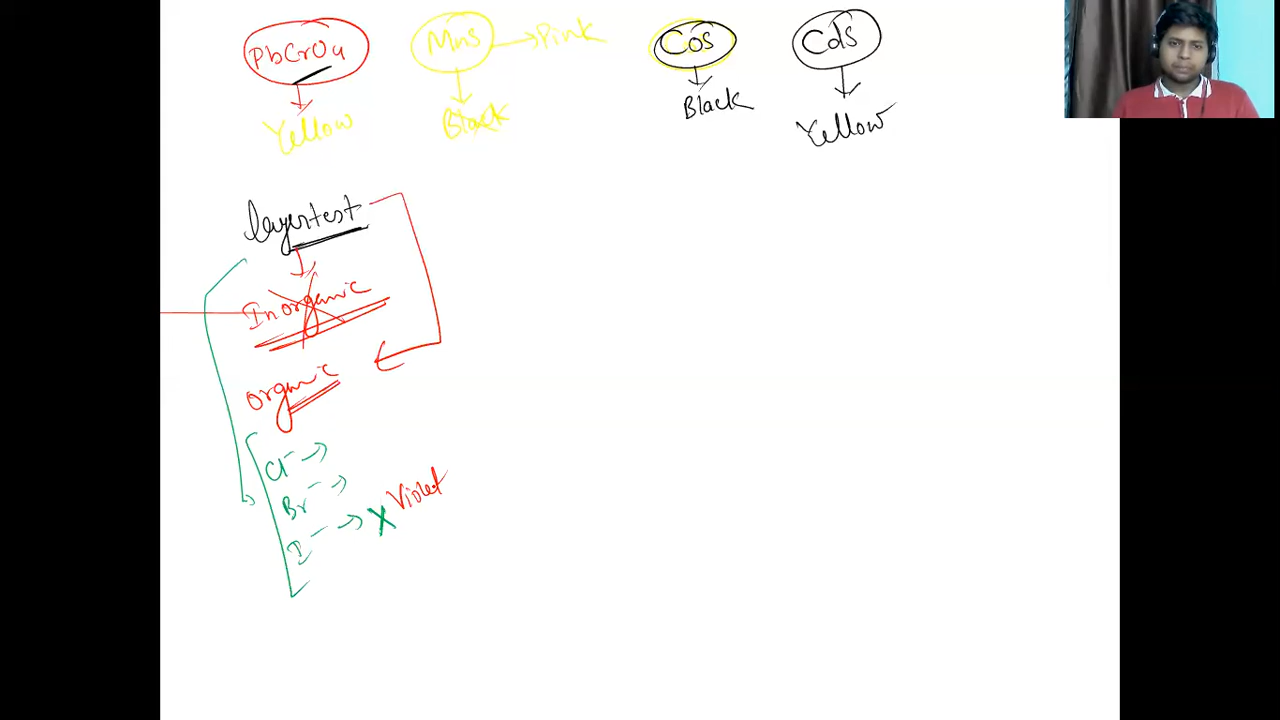 PbCrO4 MnS → Pink CoS CdS
Yellow Black Black Yellow
layer test
Inorganic
organic
Cl⁻ →
Br⁻ →
I⁻ → X Violet